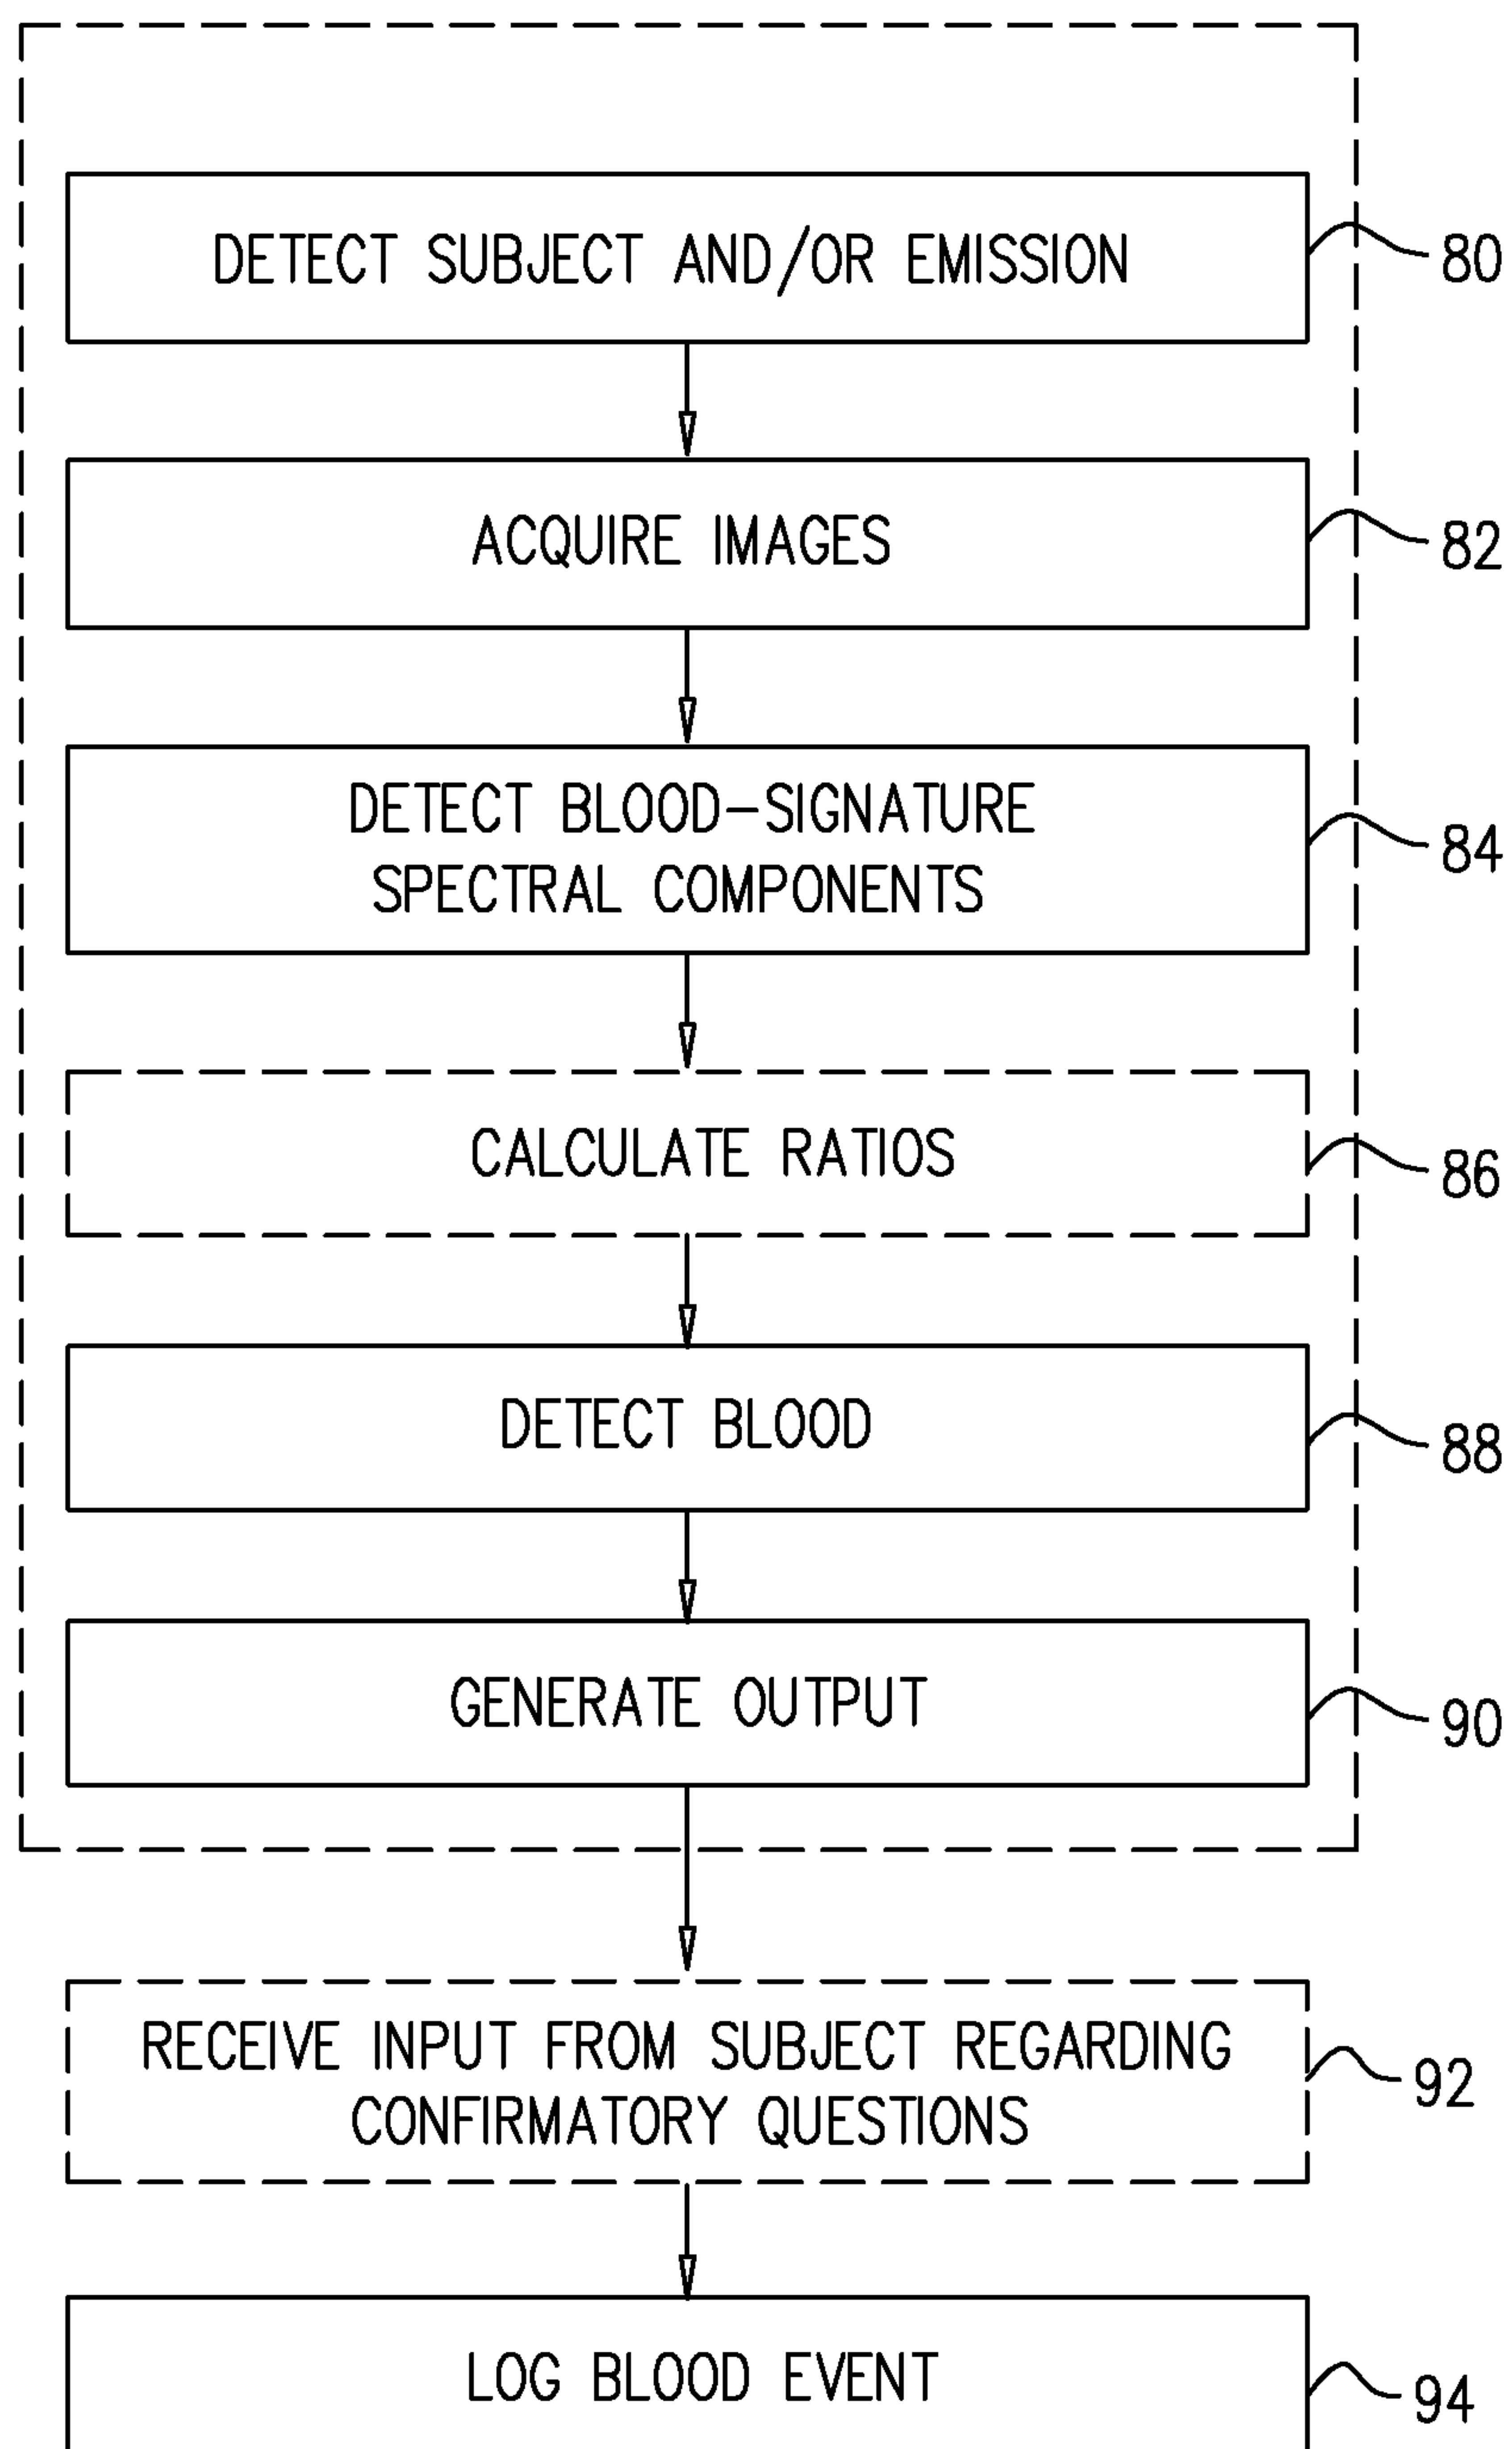 DETECT SUBJECT AND/OR EMISSION
80
ACQUIRE IMAGES
82
DETECT BLOOD-SIGNATURE
SPECTRAL COMPONENTS
84
CALCULATE RATIOS
86
DETECT BLOOD
88
GENERATE OUTPUT
90
RECEIVE INPUT FROM SUBJECT REGARDING
CONFIRMATORY QUESTIONS
92
LOG BLOOD EVENT
94